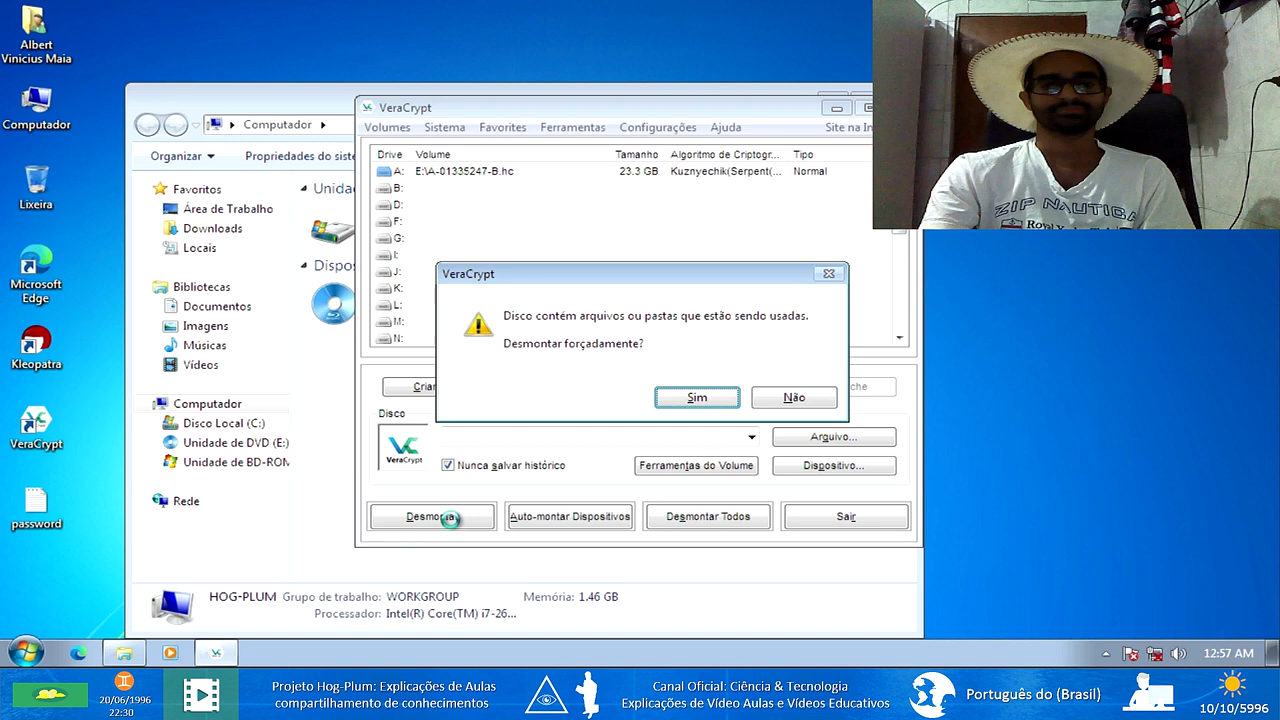 Albert
Vinicius Maia
Computador
Lixeira
Microsoft
Edge
Kleopatra
VeraCrypt
password
Computador
Organizar
Propriedades do siste
Favoritos
Área de Trabalho
Downloads
Locais
Bibliotecas
Documentos
Imagens
Músicas
Vídeos
Computador
Disco Local (C:)
Unidade de DVD (E:)
Unidade de BD-ROM
Rede
Unida
Dispo
HOG-PLUM Grupo de trabalho: WORKGROUP Memória: 1.46 GB
Processador: Intel(R) Core(TM) i7-26...
VeraCrypt
Volumes Sistema Favorites Ferramentas Configurações Ajuda Site na In
Drive Volume Tamanho Algoritmo de Criptogr... Tipo
A: E:\A-01335247-B.hc 23.3 GB Kuznyechik(Serpent(... Normal
B:
D:
F:
G:
I:
J:
K:
L:
M:
N:
VeraCrypt
Disco contém arquivos ou pastas que estão sendo usadas.
Desmontar forçadamente?
Sim Não
Criar
che
Disco
VeraCrypt
Arquivo...
Nunca salvar histórico
Ferramentas do Volume
Dispositivo...
Desmontar
Auto-montar Dispositivos
Desmontar Todos
Sair
ZIP NAUTICA
12:57 AM
20/06/1996
22:30
Projeto Hog-Plum: Explicações de Aulas
compartilhamento de conhecimentos
Canal Oficial: Ciência & Tecnologia
Explicações de Vídeo Aulas e Vídeos Educativos
Português do (Brasil)
10/10/5996